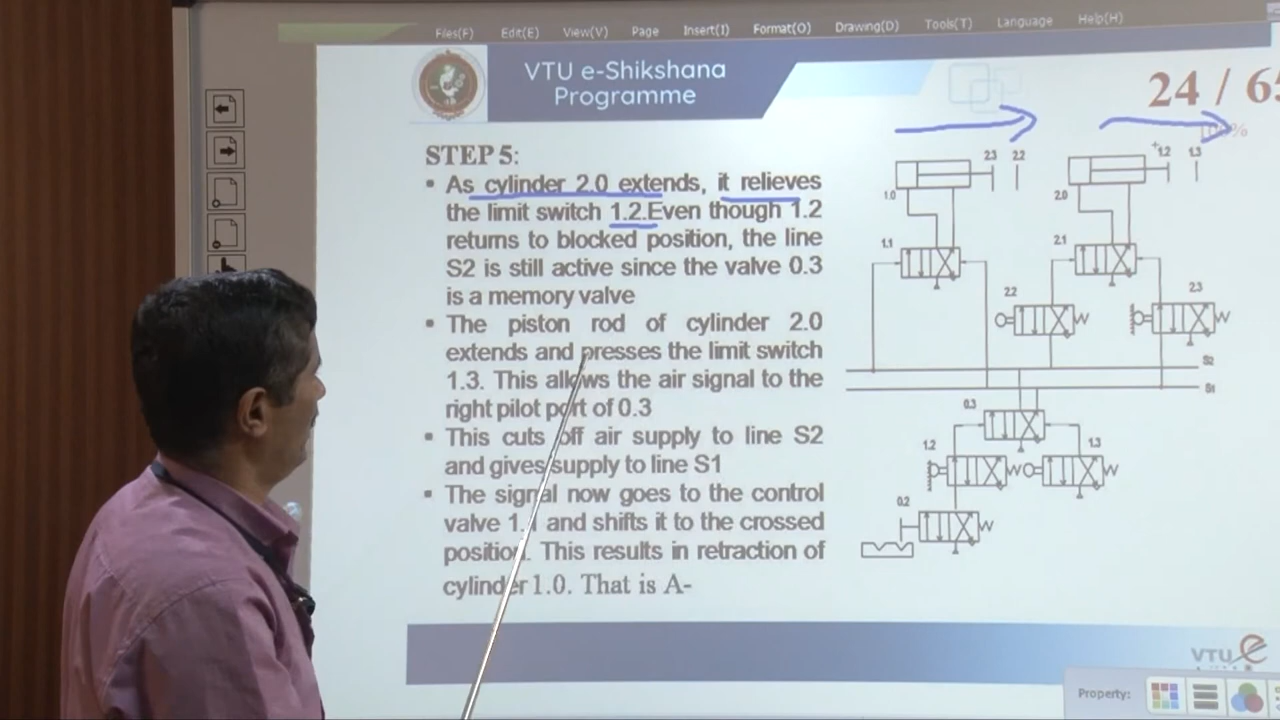 Files(F) Edit(E) View(V) Page Insert(I) Format(O) Drawing(D) Tools(T) Language Help(H)
VTU e-Shikshana
Programme
24 / 65
100%
STEP 5:
▪ As cylinder 2.0 extends, it relieves
the limit switch 1.2.Even though 1.2
returns to blocked position, the line
S2 is still active since the valve 0.3
is a memory valve
▪ The piston rod of cylinder 2.0
extends and presses the limit switch
1.3. This allows the air signal to the
right pilot port of 0.3
▪ This cuts off air supply to line S2
and gives supply to line S1
▪ The signal now goes to the control
valve 1.1 and shifts it to the crossed
position. This results in retraction of
cylinder 1.0. That is A-
2.3 2.2 1.2 1.3
1.0 2.0
1.1 2.1
2.2 2.3
S2
S1
0.3
1.2 1.3
0.2
VTU e
Property: